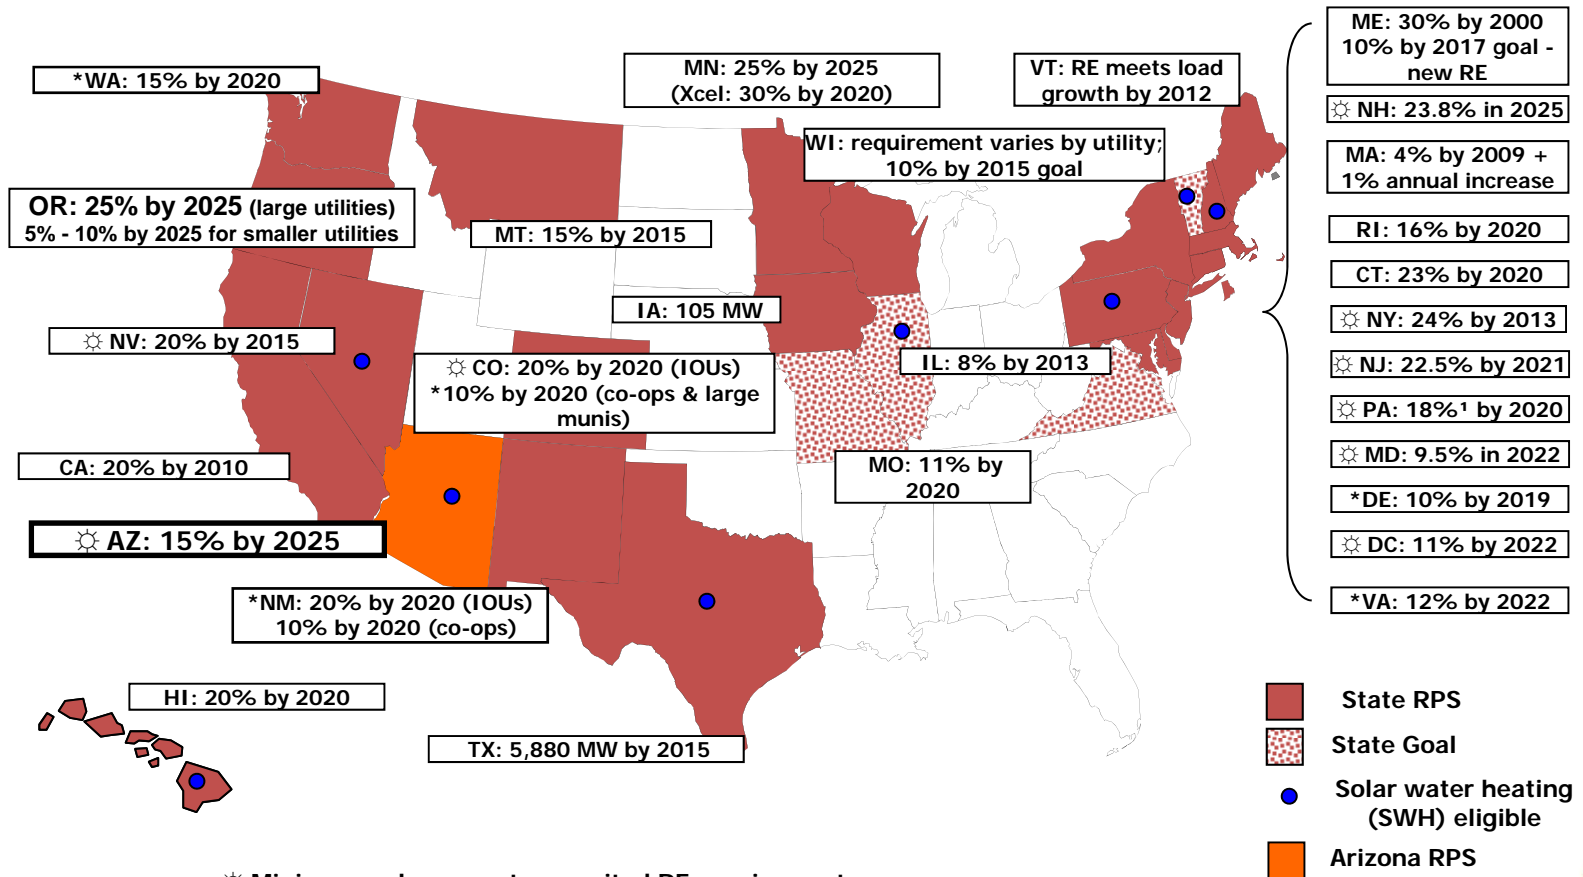 *WA: 15% by 2020
MN: 25% by 2025
(Xcel: 30% by 2020)
VT: RE meets load
growth by 2012
WI: requirement varies by utility;
10% by 2015 goal
OR: 25% by 2025 (large utilities)
5% - 10% by 2025 for smaller utilities
MT: 15% by 2015
IA: 105 MW
☼ NV: 20% by 2015
☼ CO: 20% by 2020 (IOUs)
*10% by 2020 (co-ops & large
munis)
IL: 8% by 2013
CA: 20% by 2010
MO: 11% by
2020
☼ AZ: 15% by 2025
*NM: 20% by 2020 (IOUs)
10% by 2020 (co-ops)
HI: 20% by 2020
TX: 5,880 MW by 2015
ME: 30% by 2000
10% by 2017 goal -
new RE
☼ NH: 23.8% in 2025
MA: 4% by 2009 +
1% annual increase
RI: 16% by 2020
CT: 23% by 2020
☼ NY: 24% by 2013
☼ NJ: 22.5% by 2021
☼ PA: 18%¹ by 2020
☼ MD: 9.5% in 2022
*DE: 10% by 2019
☼ DC: 11% by 2022
*VA: 12% by 2022
State RPS
State Goal
Solar water heating
(SWH) eligible
Arizona RPS